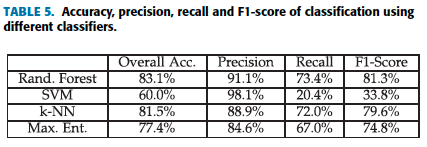 TABLE 5. Accuracy, precision, recall and F1-score of classification using
different classifiers.
Overall Acc. Precision Recall F1-Score
Rand. Forest 83.1% 91.1% 73.4% 81.3%
SVM 60.0% 98.1% 20.4% 33.8%
k-NN 81.5% 88.9% 72.0% 79.6%
Max. Ent. 77.4% 84.6% 67.0% 74.8%